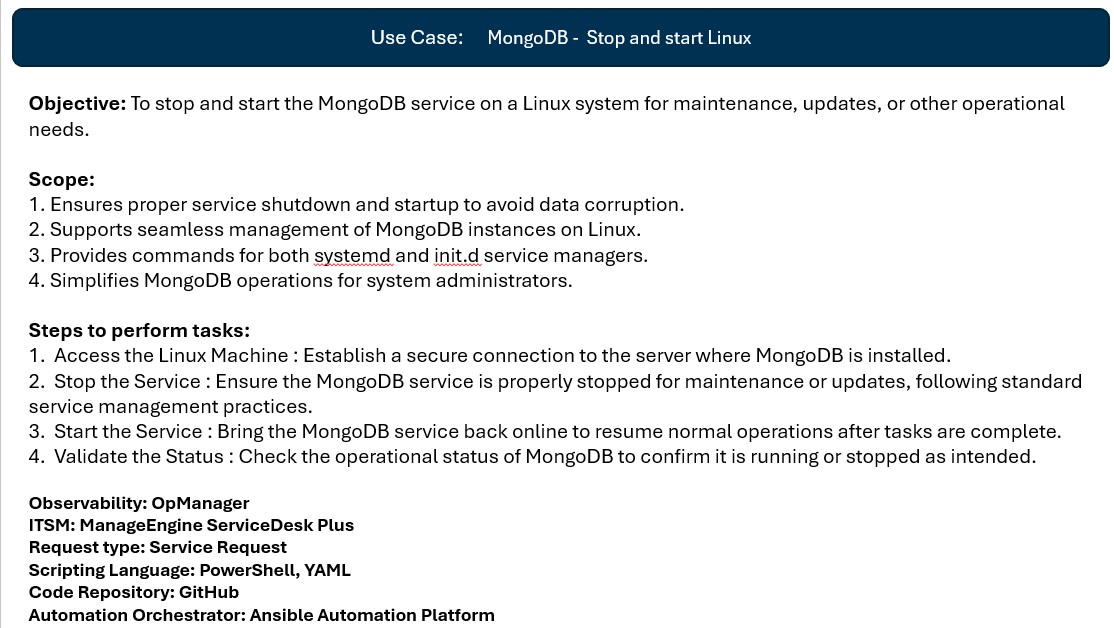 Use Case: MongoDB - Stop and start Linux
Objective: To stop and start the MongoDB service on a Linux system for maintenance, updates, or other operational
needs.
Scope:
1. Ensures proper service shutdown and startup to avoid data corruption.
2. Supports seamless management of MongoDB instances on Linux.
3. Provides commands for both systemd and init.d service managers.
4. Simplifies MongoDB operations for system administrators.
Steps to perform tasks:
1. Access the Linux Machine : Establish a secure connection to the server where MongoDB is installed.
2. Stop the Service : Ensure the MongoDB service is properly stopped for maintenance or updates, following standard
service management practices.
3. Start the Service : Bring the MongoDB service back online to resume normal operations after tasks are complete.
4. Validate the Status : Check the operational status of MongoDB to confirm it is running or stopped as intended.
Observability: OpManager
ITSM: ManageEngine ServiceDesk Plus
Request type: Service Request
Scripting Language: PowerShell, YAML
Code Repository: GitHub
Automation Orchestrator: Ansible Automation Platform